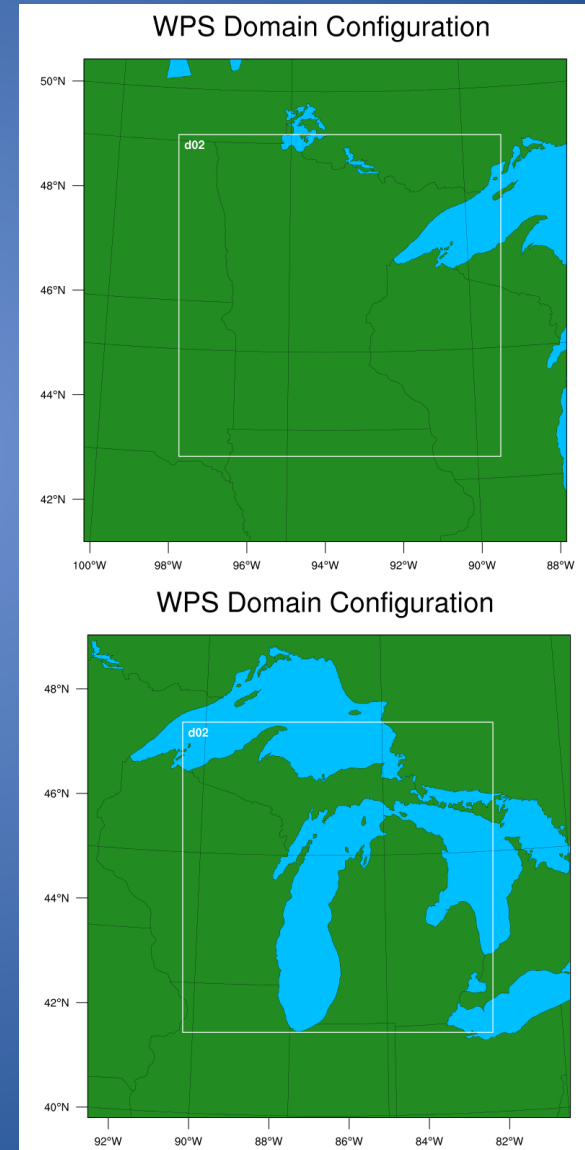 WPS Domain Configuration
50°N
d02
48°N
46°N
44°N
42°N
100°W 98°W 96°W 94°W 92°W 90°W 88°W
WPS Domain Configuration
48°N
d02
46°N
44°N
42°N
40°N
92°W 90°W 88°W 86°W 84°W 82°W